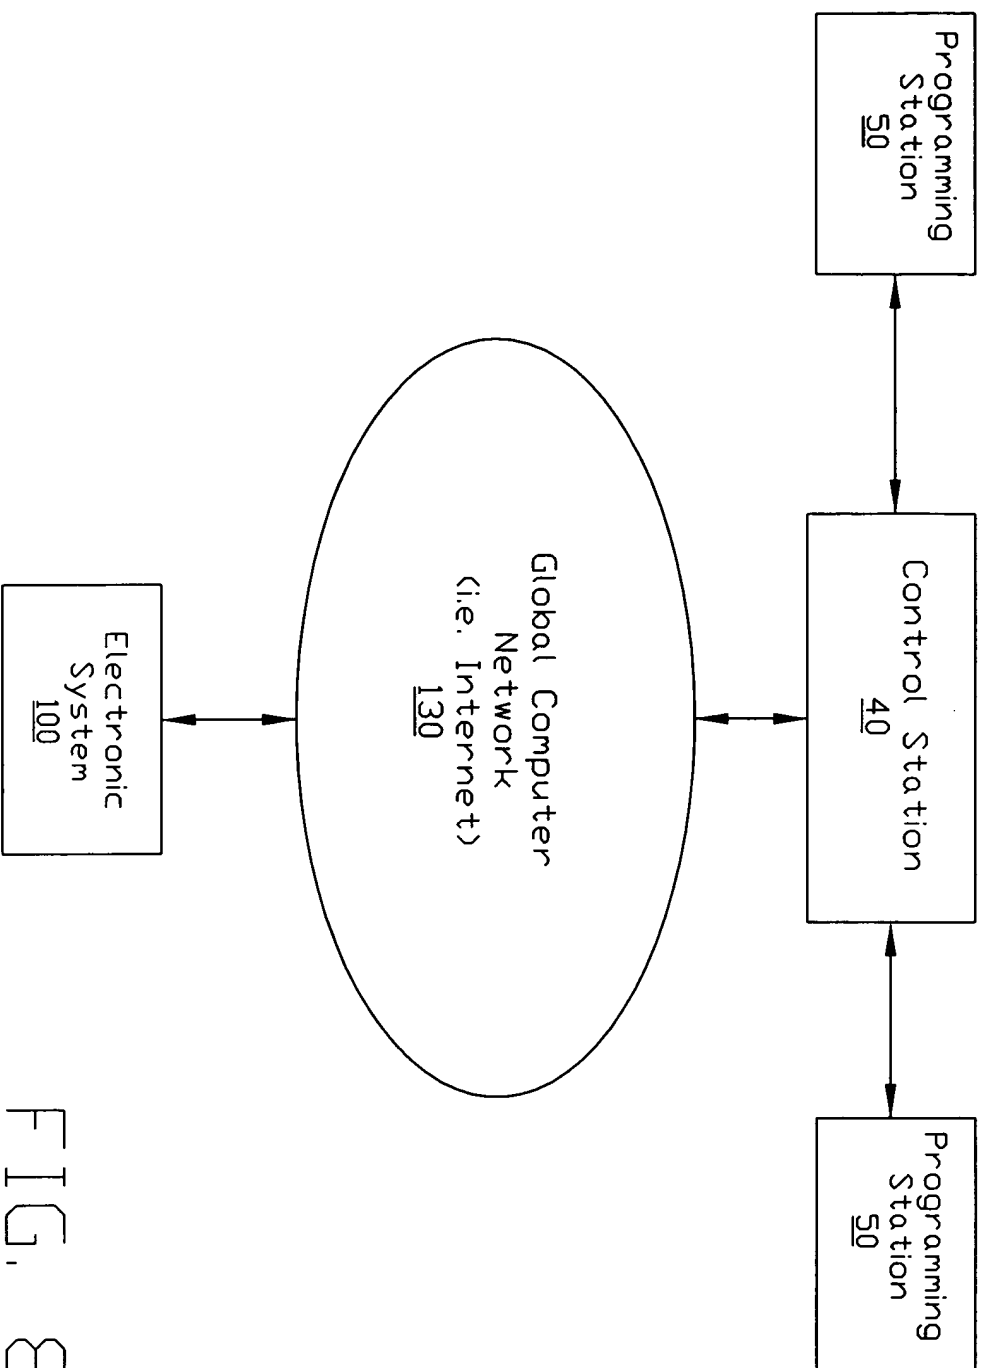 Programming
Station
50
Control Station
40
Programming
Station
50
Global Computer
Network
(i.e. Internet)
130
Electronic
System
100
FIG. 8